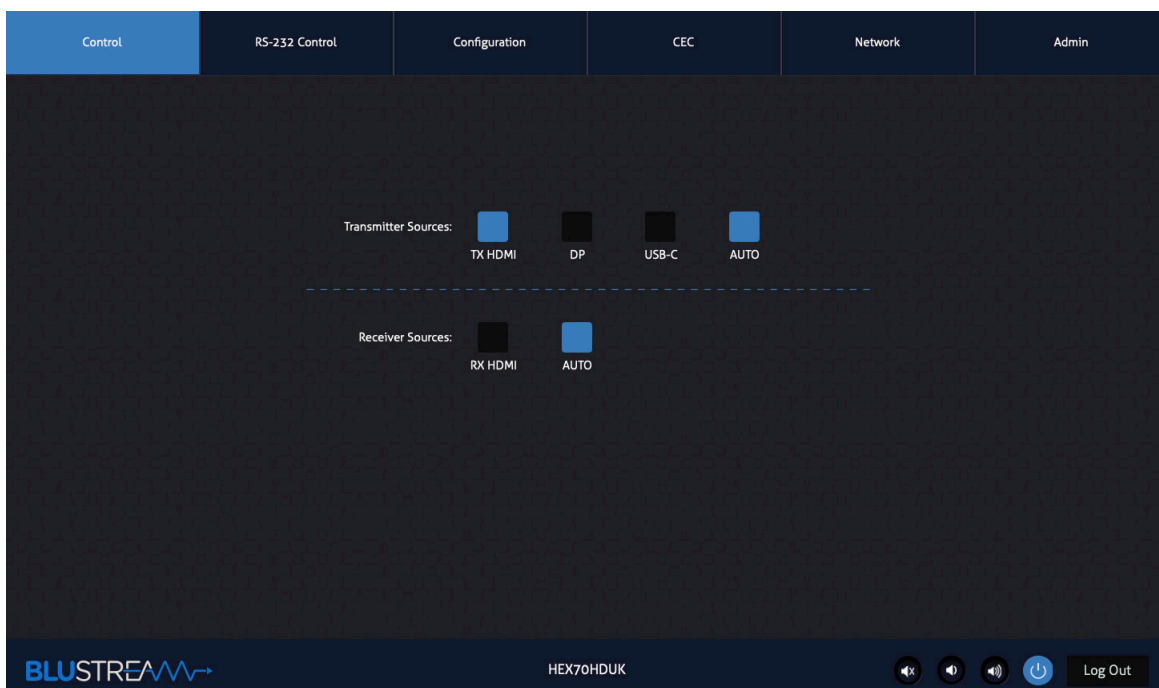 Control RS-232 Control Configuration CEC Network Admin
Transmitter Sources:
TX HDMI DP USB-C AUTO
Receiver Sources:
RX HDMI AUTO
BLUSTREAM HEX70HDUK Log Out